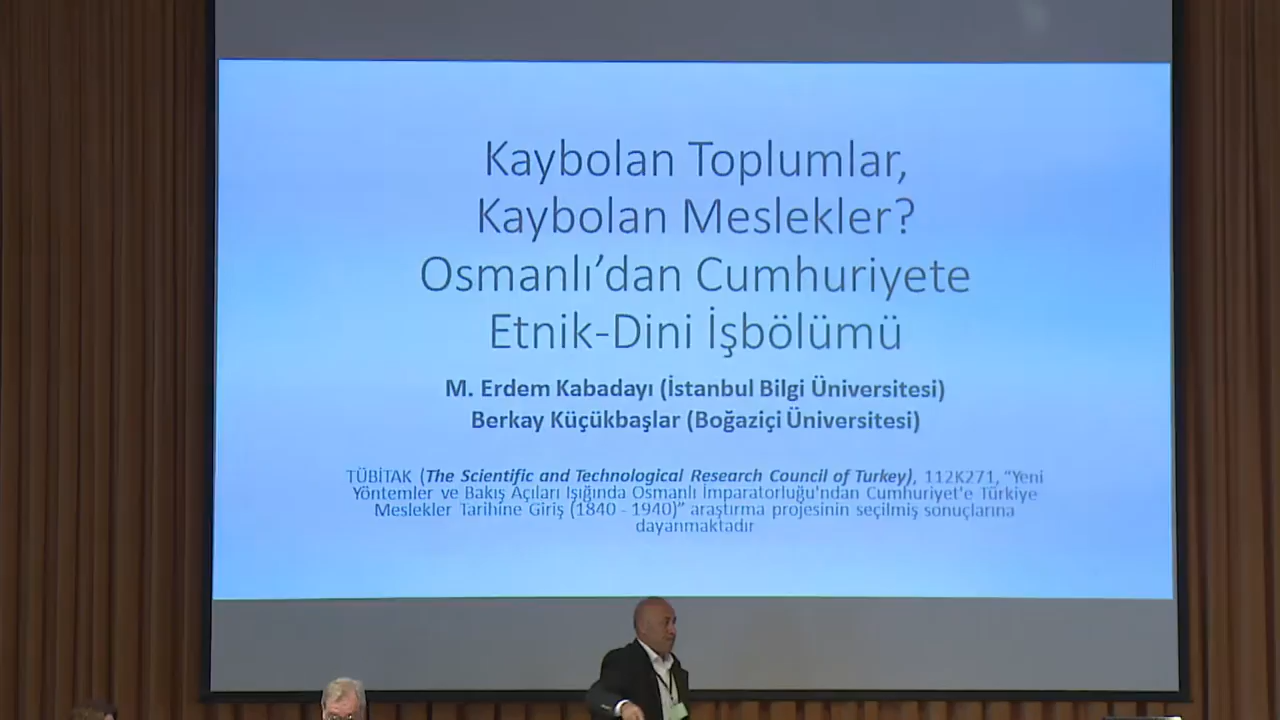 Kaybolan Toplumlar,
Kaybolan Meslekler?
Osmanlı’dan Cumhuriyete
Etnik-Dini İşbölümü
M. Erdem Kabadayı (İstanbul Bilgi Üniversitesi)
Berkay Küçükbaşlar (Boğaziçi Üniversitesi)
TÜBİTAK (The Scientific and Technological Research Council of Turkey), 112K271, “Yeni
Yöntemler ve Bakış Açıları Işığında Osmanlı İmparatorluğu'ndan Cumhuriyet'e Türkiye
Meslekler Tarihine Giriş (1840 - 1940)” araştırma projesinin seçilmiş sonuçlarına
dayanmaktadır